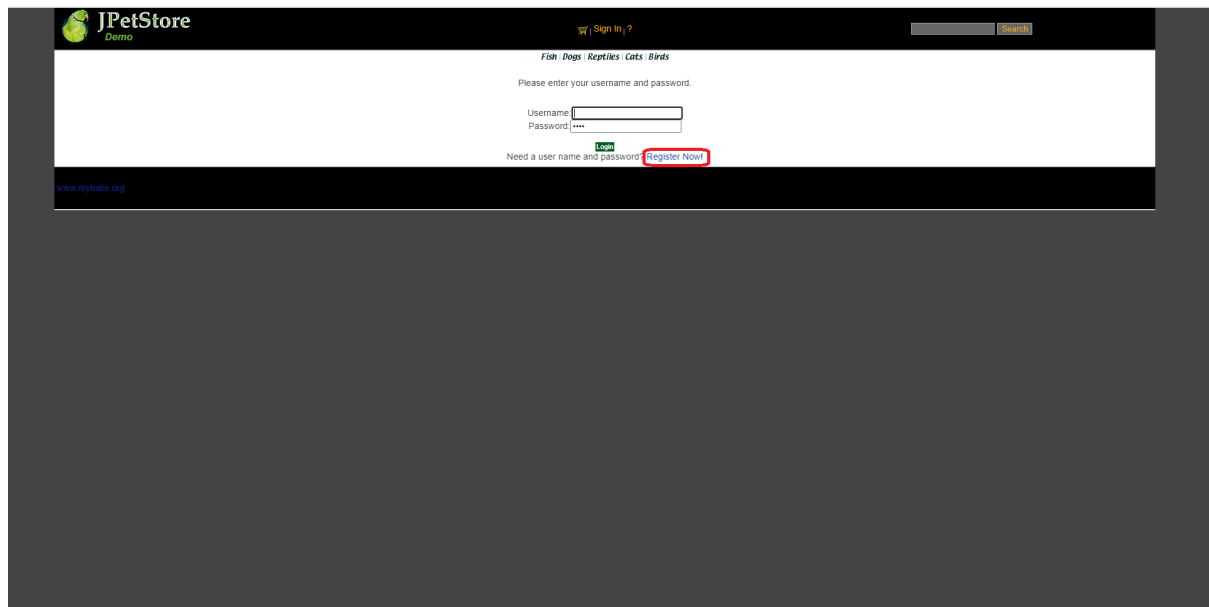 JPetStore
Demo
Sign In | ?
Search
Fish | Dogs | Reptiles | Cats | Birds
Please enter your username and password.
Username:
Password: ••••
Login
Need a user name and password? Register Now!
www.mybatis.org